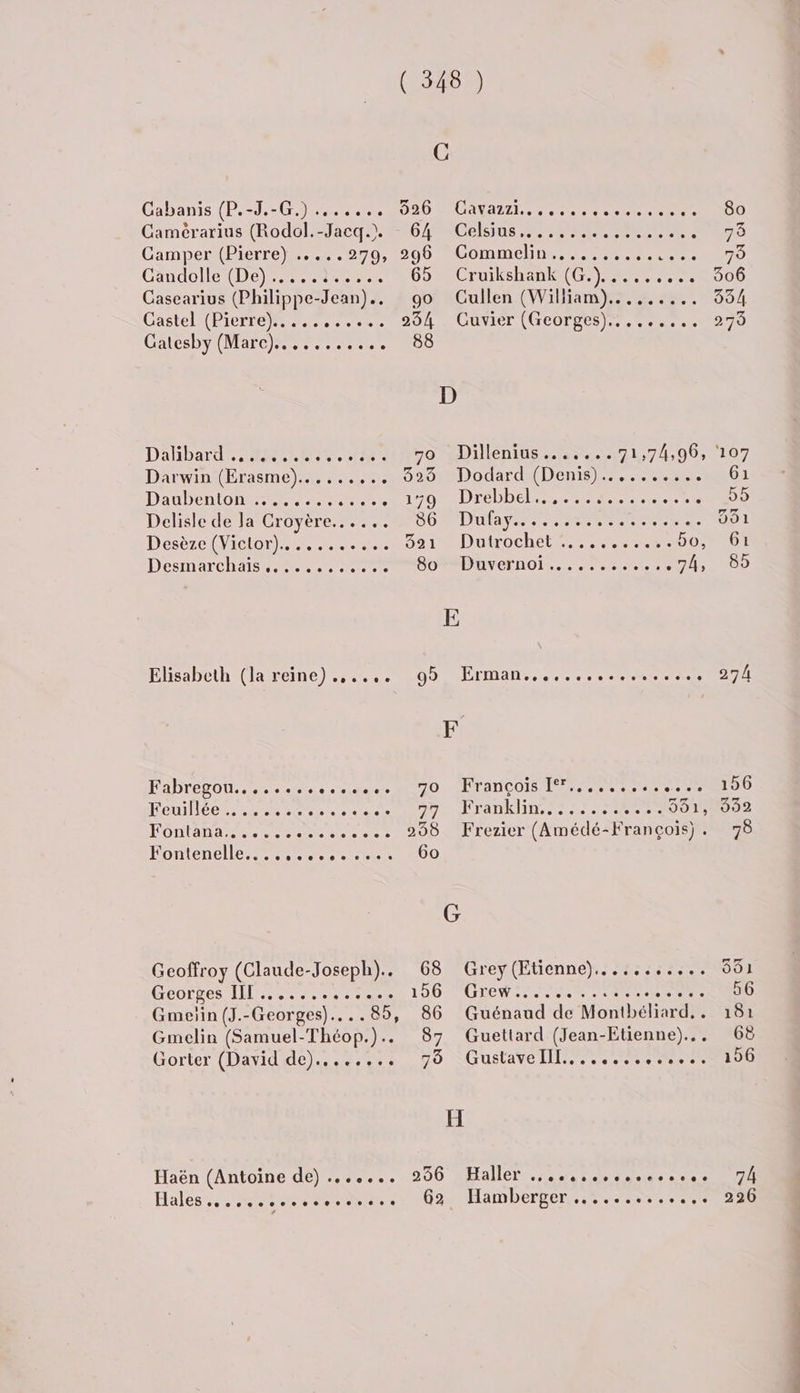 ( 348 )
C
Cabanis (P.-J.-G.) ....... 326
Camérarius (Rodol.-Jacq.). 64
Camper (Pierre) ..... 279, 296
Candolle (De) ........... 65
Casearius (Philippe-Jean).. 90
Castel (Pierre)........... 234
Catesby (Marc)........... 88
Cavazzi.................. 80
Celsius.................. 73
Commelin................ 73
Cruikshank (G.)......... 306
Cullen (William)......... 334
Cuvier (Georges)......... 273
D
Dalibard ................ 70
Darwin (Erasme)......... 323
Daubenton .............. 179
Delisle de la Croyère...... 86
Desèze (Victor)........... 321
Desmarchais ............ 80
Dillenius ....... 71,74,96, 107
Dodard (Denis).......... 61
Drebbel................. 55
Dufay................... 331
Dutrochet ............50, 61
Duvernoi ............74, 85
E
Elisabeth (la reine) ...... 95
Erman.................. 274
F
Fabregou................ 70
Feuillée ................. 77
Fontana................. 238
Fontenelle............... 60
François Ier.............. 156
Franklin............331, 332
Frezier (Amédé-François). 78
G
Geoffroy (Claude-Joseph).. 68
Georges III .............. 156
Gmelin (J.-Georges)....85, 86
Gmelin (Samuel-Théop.).. 87
Gorter (David de)........ 73
Grey (Etienne)........... 331
Grew................... 56
Guénaud de Montbéliard.. 181
Guettard (Jean-Etienne)... 68
Gustave III.............. 156
H
Haën (Antoine de) ....... 236
Hales................... 62
Haller .................. 74
Hamberger ............. 226